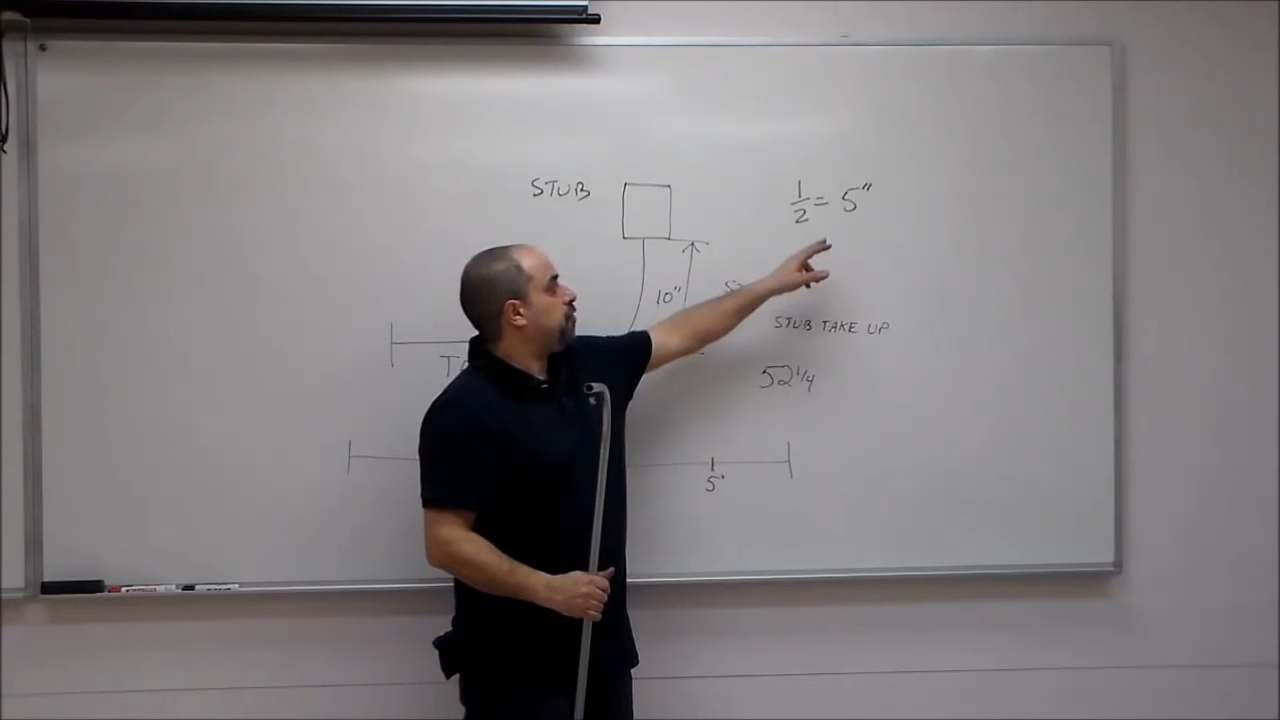 STUB
1/2 = 5"
10"
STUB TAKE UP
52 1/4
5"